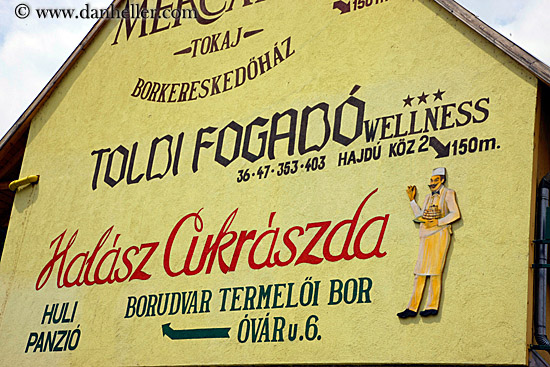 © www.danheller.com
150m.
TOKAJ
BORKERESKEDŐHÁZ
TOLDI FOGADÓ WELLNESS
36-47-353-403 HAJDÚ KÖZ 2 150m.
Halász Cukrászda
HULI
PANZIÓ
BORUDVAR TERMELŐI BOR
ÓVÁR u. 6.